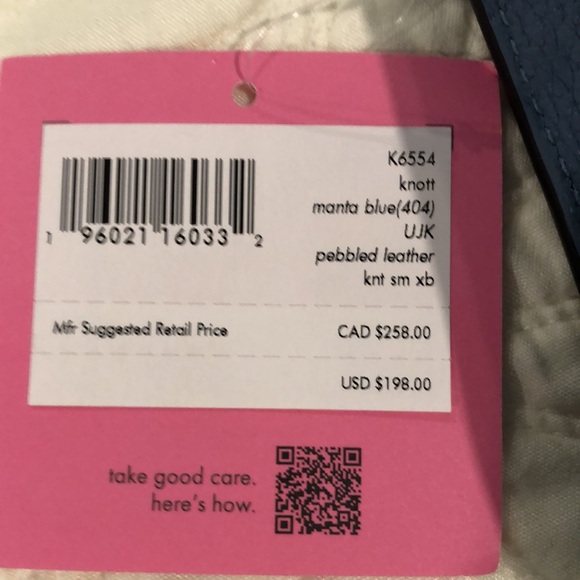 K6554
knott
manta blue(404)
UJK
pebbled leather
knt sm xb
1 96021 16033 2
Mfr Suggested Retail Price CAD $258.00
USD $198.00
take good care.
here's how.